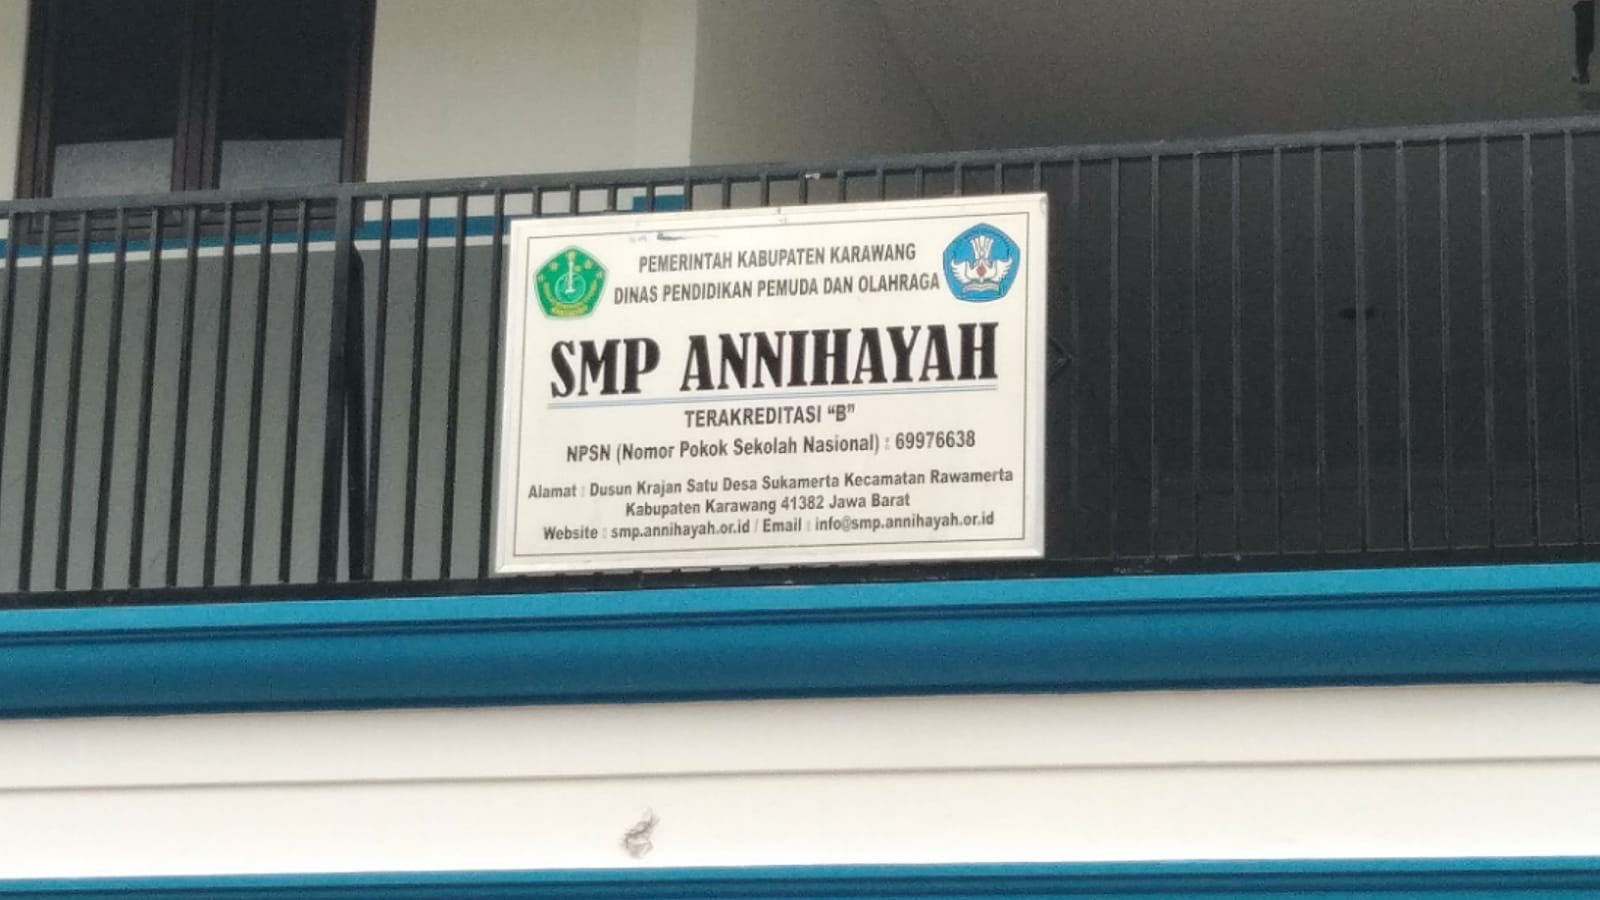 PEMERINTAH KABUPATEN KARAWANG
DINAS PENDIDIKAN PEMUDA DAN OLAHRAGA
SMP ANNIHAYAH
TERAKREDITASI “B”
NPSN (Nomor Pokok Sekolah Nasional) : 69976638
Alamat : Dusun Krajan Satu Desa Sukamerta Kecamatan Rawamerta
Kabupaten Karawang 41382 Jawa Barat
Website : smp.annihayah.or.id / Email : info@smp.annihayah.or.id